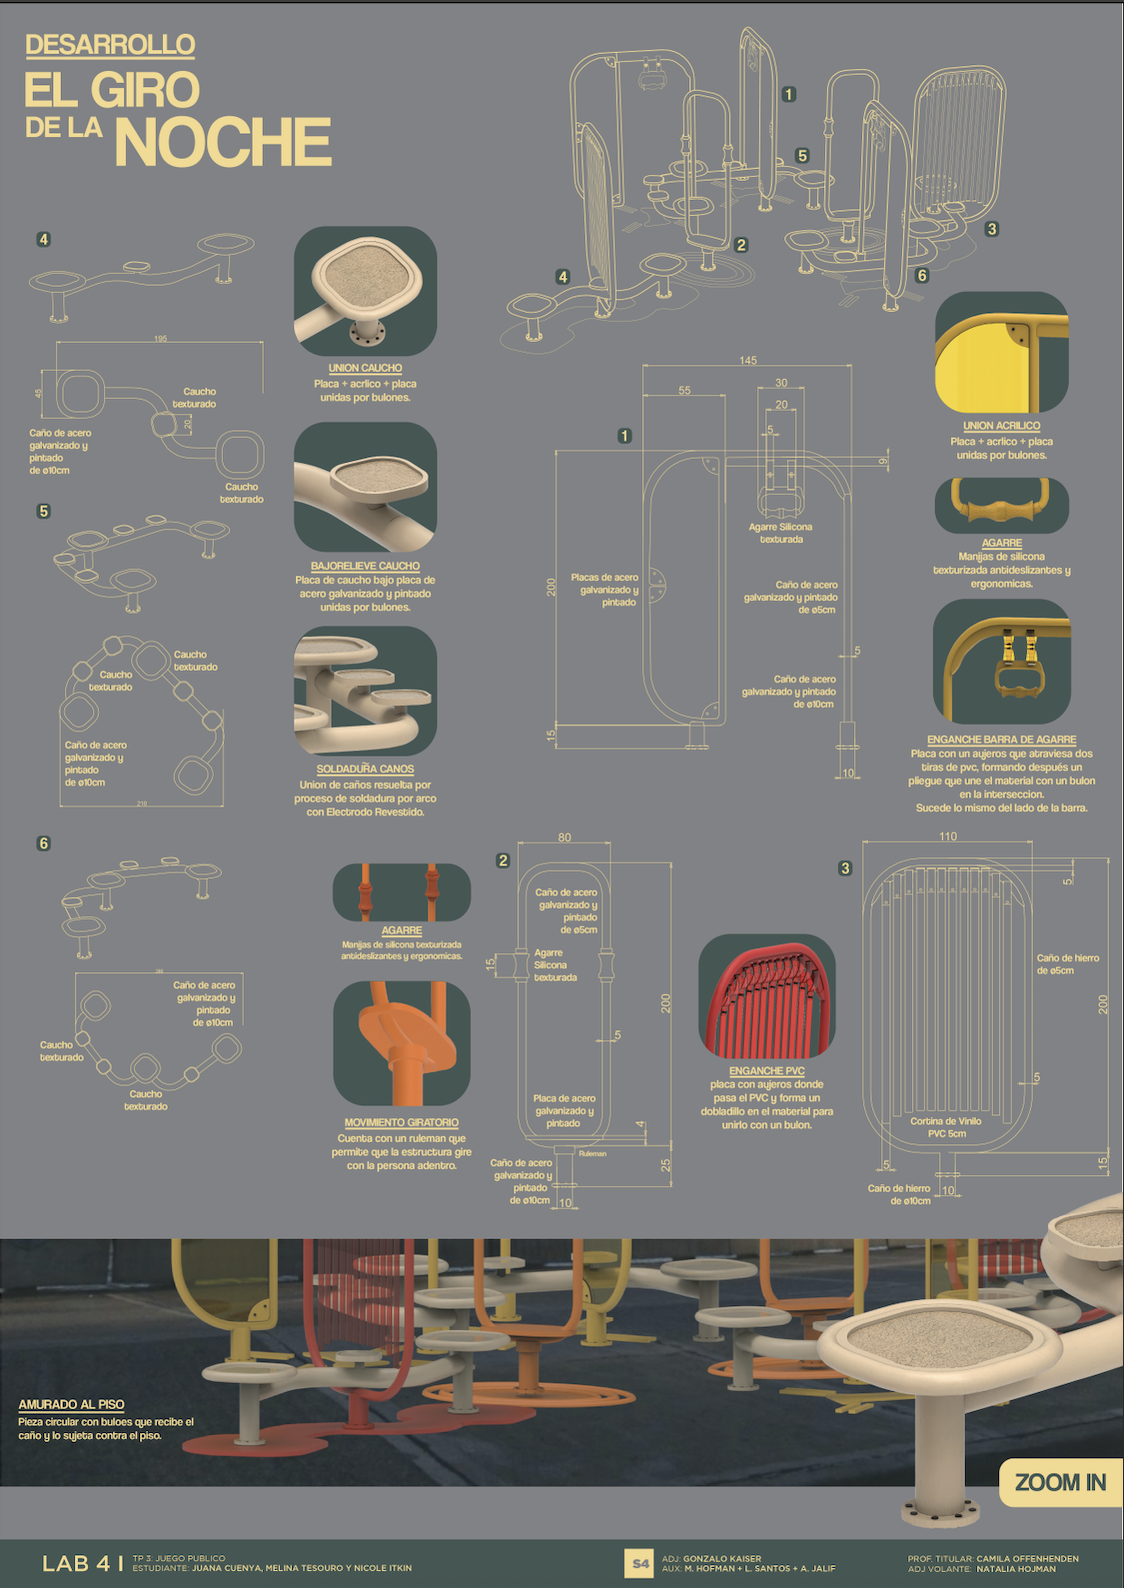 DESARROLLO
EL GIRO
DE LA NOCHE
1
5
2
3
4
6
4
195
45
20
Caucho
texturado
Caño de acero
galvanizado y
pintado
de ø10cm
Caucho
texturado
UNION CAUCHO
Placa + acrlico + placa
unidas por bulones.
BAJORELIEVE CAUCHO
Placa de caucho bajo placa de
acero galvanizado y pintado
unidas por bulones.
SOLDADURA CANOS
Union de caños resuelta por
proceso de soldadura por arco
con Electrodo Revestido.
5
Caucho
texturado
Caucho
texturado
Caño de acero
galvanizado y
pintado
de ø10cm
210
6
Caño de acero
galvanizado y
pintado
de ø10cm
Caucho
texturado
Caucho
texturado
1
145
55
30
20
5
9
Agarre Silicona
texturada
200
Placas de acero
galvanizado y
pintado
Caño de acero
galvanizado y pintado
de ø5cm
5
Caño de acero
galvanizado y pintado
de ø10cm
15
10
UNION ACRILICO
Placa + acrlico + placa
unidas por bulones.
AGARRE
Manjjas de silicona
texturizada antideslizantes y
ergonomicas.
ENGANCHE BARRA DE AGARRE
Placa con un aujeros que atraviesa dos
tiras de pvc, formando después un
pliegue que une el material con un bulon
en la interseccion.
Sucede lo mismo del lado de la barra.
AGARRE
Manjjas de silicona texturizada
antideslizantes y ergonomicas.
MOVIMIENTO GIRATORIO
Cuenta con un ruleman que
permite que la estructura gire
con la persona adentro.
2
80
Caño de acero
galvanizado y
pintado
de ø5cm
15
Agarre
Silicona
texturada
200
5
Placa de acero
galvanizado y
pintado
4
Ruleman
25
Caño de acero
galvanizado y
pintado
de ø10cm
10
ENGANCHE PVC
placa con aujeros donde
pasa el PVC y forma un
dobladillo en el material para
unirlo con un bulon.
3
110
5
Caño de hierro
de ø5cm
200
5
Cortina de Vinilo
PVC 5cm
5
15
Caño de hierro
de ø10cm
10
AMURADO AL PISO
Pieza circular con buloes que recibe el
caño y lo sujeta contra el piso.
ZOOM IN
LAB 4 I
TP 3: JUEGO PUBLICO
ESTUDIANTE: JUANA CUENYA, MELINA TESOURO Y NICOLE ITKIN
S4
ADJ: GONZALO KAISER
AUX: M. HOFMAN + L. SANTOS + A. JALIF
PROF. TITULAR: CAMILA OFFENHENDEN
ADJ VOLANTE: NATALIA HOJMAN